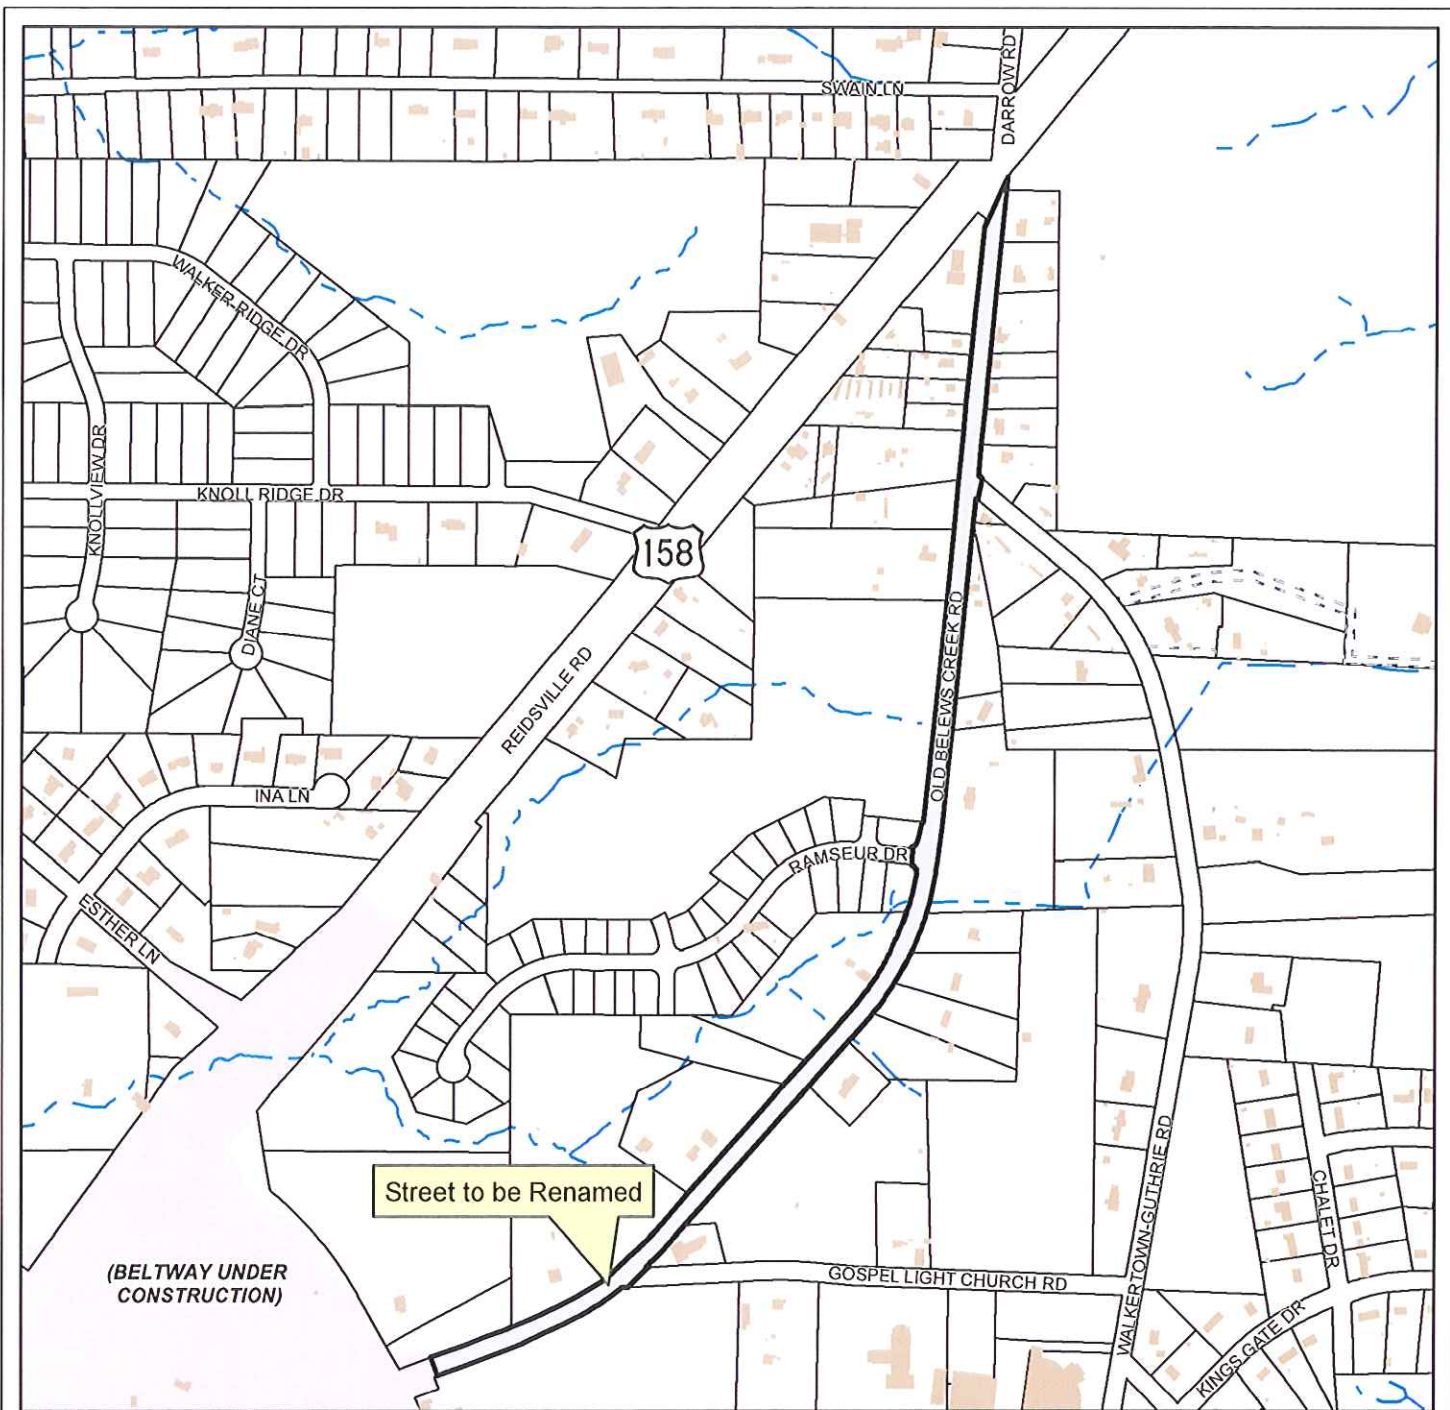 SWAIN LN
DARROW RD
WALKER RIDGE DR
KNOLLVIEW DR
KNOLL RIDGE DR
158
DIANE CT
OLD BELEWS CREEK RD
REIDSVILLE RD
INA LN
RAMSEUR DR
ESTHER LN
Street to be Renamed
WALKERTOWN-GUTHRIE RD
CHALET DR
(BELTWAY UNDER
CONSTRUCTION)
GOSPEL LIGHT CHURCH RD
KINGS GATE DR